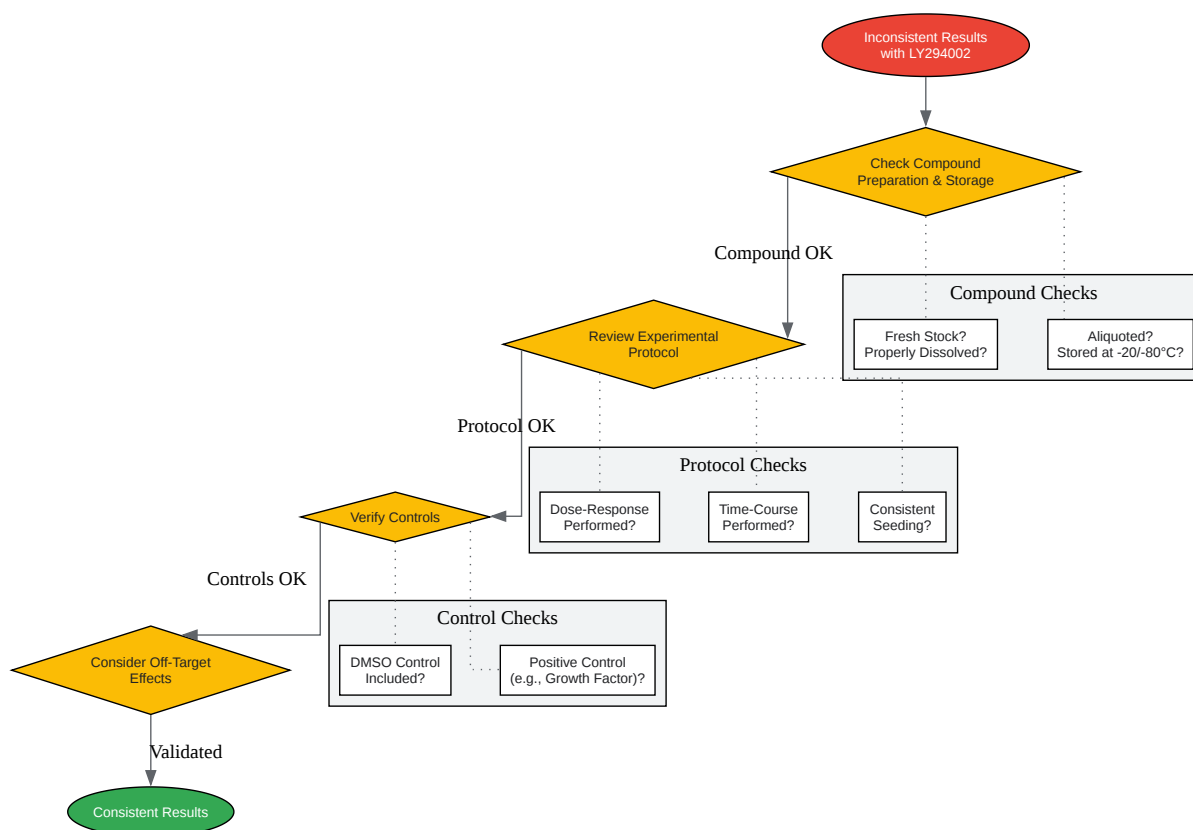 Inconsistent Results
with LY294002
Check Compound
Preparation & Storage
Compound OK
Compound Checks
Fresh Stock?
Properly Dissolved?
Aliquoted?
Stored at -20/-80°C?
Review Experimental
Protocol
Protocol OK
Protocol Checks
Dose-Response
Performed?
Time-Course
Performed?
Consistent
Seeding?
Verify Controls
Controls OK
Control Checks
DMSO Control
Included?
Positive Control
(e.g., Growth Factor)?
Consider Off-Target
Effects
Validated
Consistent Results